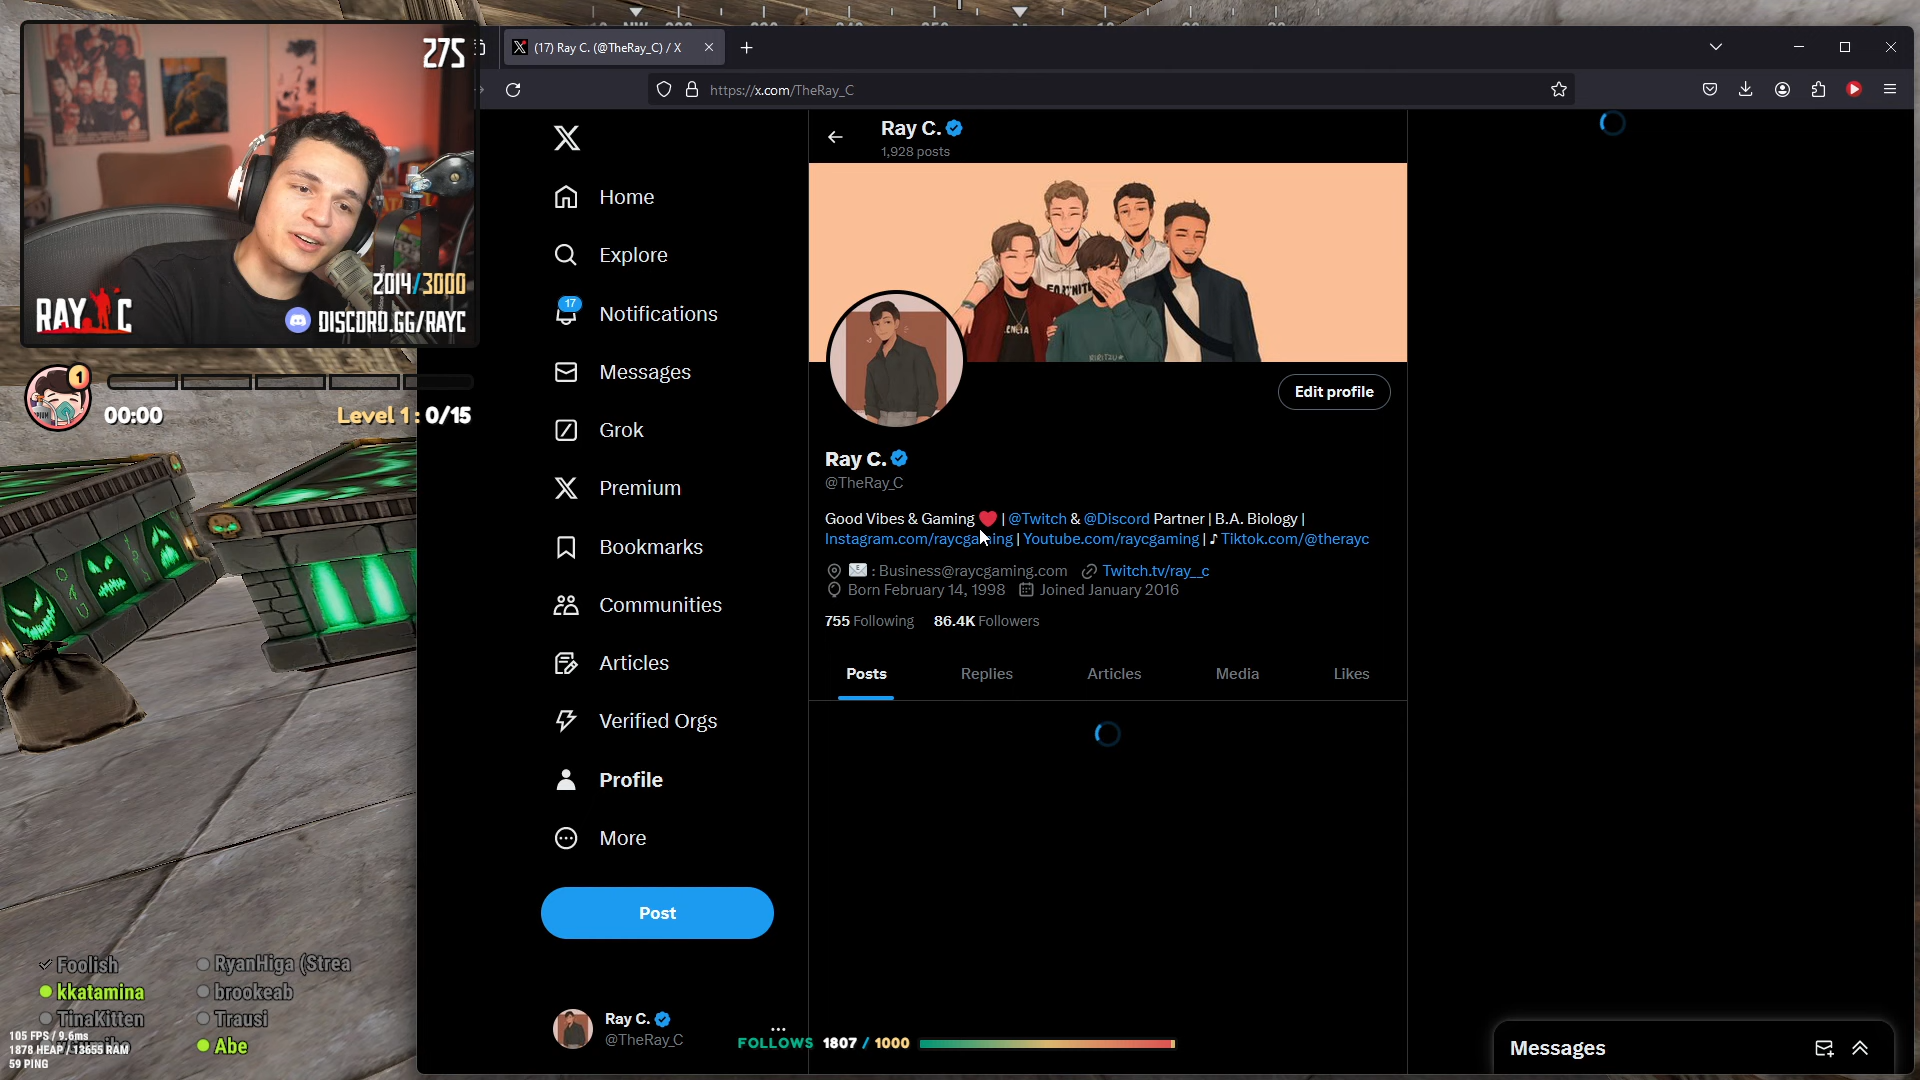 NW
275
RAY C
2014/3000
DISCORD.GG/RAYC
1
00:00
Level 1 : 0/15
(17) Ray C. (@TheRay_C) / X
https://x.com/TheRay_C
Home
Explore
17
Notifications
Messages
Grok
Premium
Bookmarks
Communities
Articles
Verified Orgs
Profile
More
Post
Ray C.
@TheRay_C
Ray C.
1,928 posts
Edit profile
Ray C.
@TheRay_C
Good Vibes & Gaming ❤️ | @Twitch & @Discord Partner | B.A. Biology |
Instagram.com/raycgaming | Youtube.com/raycgaming | ♪ Tiktok.com/@therayc
📧 : Business@raycgaming.com Twitch.tv/ray__c
Born February 14, 1998 Joined January 2016
755 Following 86.4K Followers
Posts Replies Articles Media Likes
Messages
Foolish RyanHiga (Strea
kkatamina brookeab
TinaKitten Trausi
Abe
105 FPS / 9.6ms
1878 HEAP / 13655 RAM
59 PING
FOLLOWS 1807 / 1000